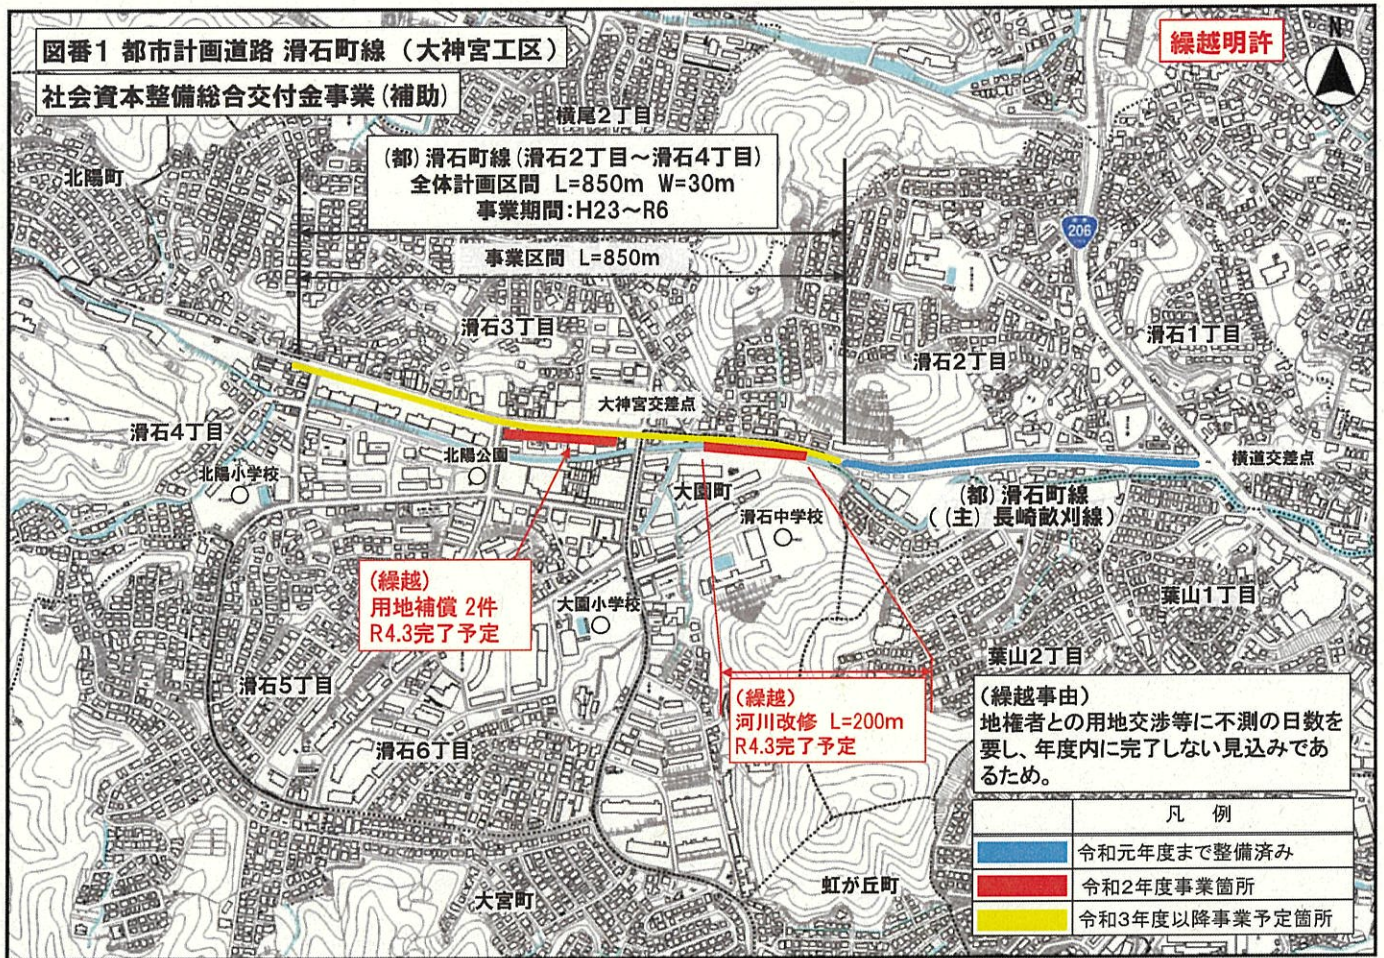 図番1 都市計画道路 滑石町線 (大神宮工区)
社会資本整備総合交付金事業(補助)
繰越明許
N
横尾2丁目
(都)滑石町線(滑石2丁目～滑石4丁目)
全体計画区間 L=850m W=30m
事業期間:H23～R6
北陽町
206
事業区間 L=850m
滑石3丁目
滑石1丁目
滑石2丁目
大神宮交差点
滑石4丁目
北陽公園
横道交差点
北陽小学校
大園町
(都)滑石町線
((主)長崎畝刈線)
滑石中学校
(繰越)
用地補償 2件
R4.3完了予定
大園小学校
葉山1丁目
葉山2丁目
滑石5丁目
(繰越)
河川改修 L=200m
R4.3完了予定
(繰越事由)
地権者との用地交渉等に不測の日数を
要し、年度内に完了しない見込みであ
るため。
滑石6丁目
凡 例
令和元年度まで整備済み
令和2年度事業箇所
令和3年度以降事業予定箇所
虹が丘町
大宮町